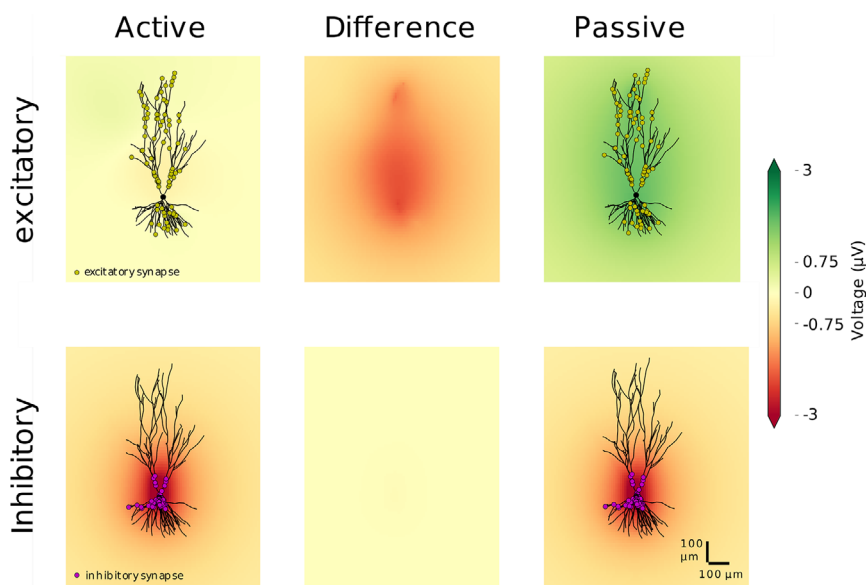 Active Difference Passive
excitatory
excitatory synapse
3
0.75
0
-0.75
-3
Voltage (µV)
Inhibitory
inhibitory synapse
100
µm
100 µm